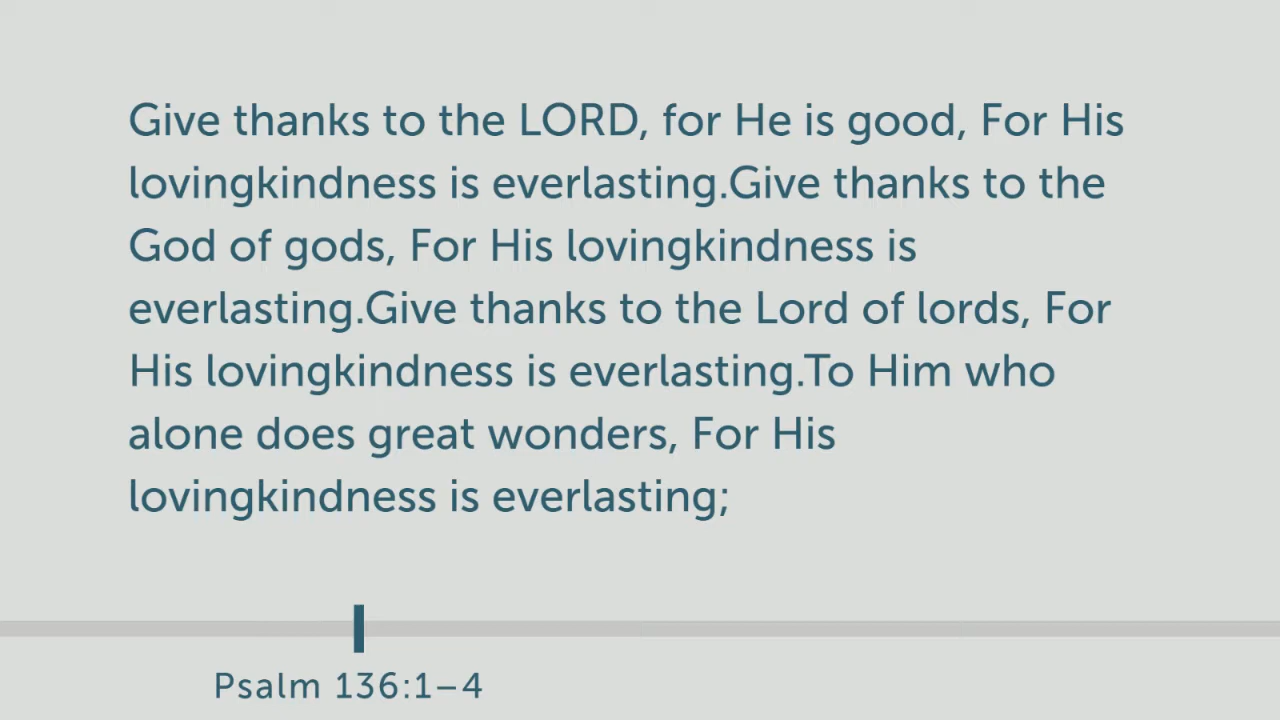 Give thanks to the LORD, for He is good, For His
lovingkindness is everlasting.Give thanks to the
God of gods, For His lovingkindness is
everlasting.Give thanks to the Lord of lords, For
His lovingkindness is everlasting.To Him who
alone does great wonders, For His
lovingkindness is everlasting;
Psalm 136:1–4